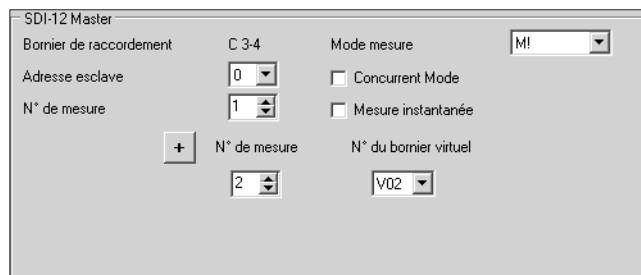 SDI-12 Master
Bornier de raccordement C 3-4 Mode mesure M!
Adresse esclave 0 Concurrent Mode
N° de mesure 1 Mesure instantanée
+ N° de mesure N° du bornier virtuel
2 V02